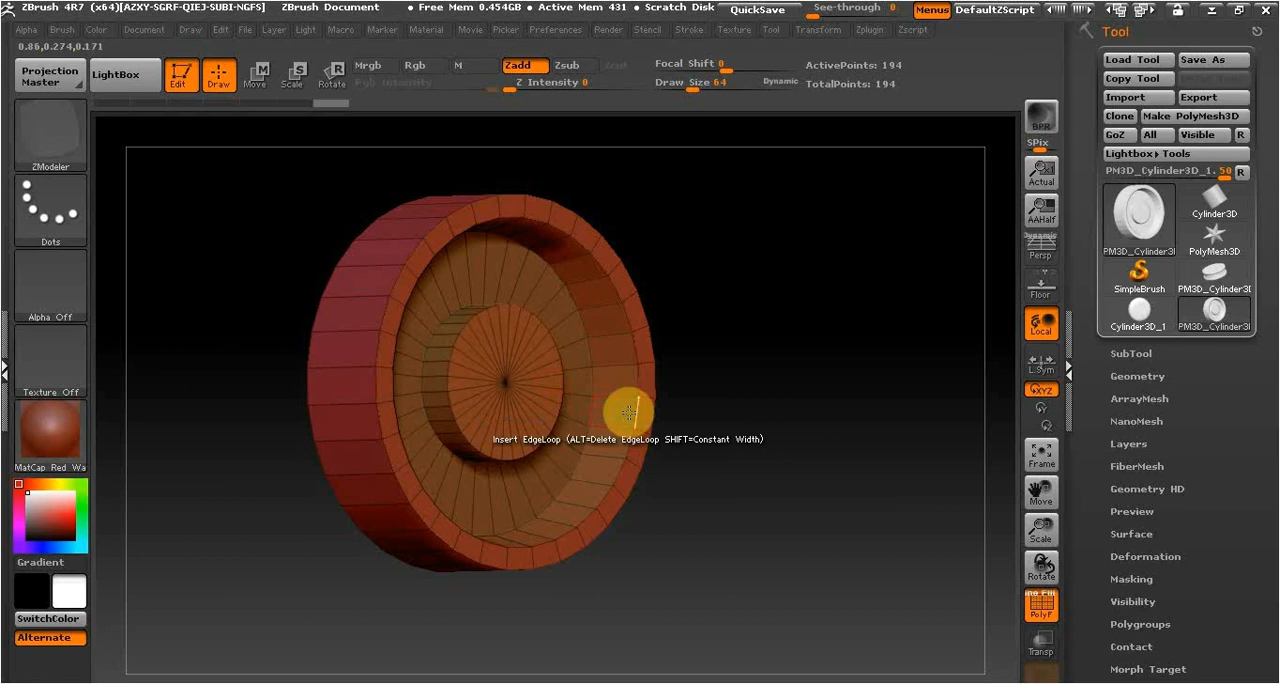 ZBrush 4R7 (x64)[AZXY-SGRF-QIEJ-SUBI-NGFS] ZBrush Document • Free Mem 0.454GB • Active Mem 431 • Scratch Disk QuickSave See-through 0 Menus DefaultZScript
Alpha Brush Color Document Draw Edit File Layer Light Macro Marker Material Movie Picker Preferences Render Stencil Stroke Texture Tool Transform Zplugin Zscript
0.86,0.274,0.171
Projection Master
LightBox
Edit
Draw
Move
Scale
Rotate
Mrgb Rgb M Zadd Zsub
Rgb Intensity Z Intensity 0
Focal Shift 0
Draw Size 64 Dynamic
ActivePoints: 194
TotalPoints: 194
ZModeler
Dots
Alpha Off
Texture Off
MatCap Red Wa
Gradient
SwitchColor
Alternate
Insert EdgeLoop (ALT=Delete EdgeLoop SHIFT=Constant Width)
BPR
SPix
Actual
AAHalf
Dynamic
Persp
Floor
Local
L.Sym
XYZ
Frame
Move
Scale
Rotate
PolyF
Transp
Tool
Load Tool Save As
Copy Tool
Import Export
Clone Make PolyMesh3D
GoZ All Visible R
Lightbox▸Tools
PM3D_Cylinder3D_1. 50 R
PM3D_Cylinder3D
Cylinder3D
PolyMesh3D
SimpleBrush
PM3D_Cylinder3D
Cylinder3D_1
PM3D_Cylinder3D
SubTool
Geometry
ArrayMesh
NanoMesh
Layers
FiberMesh
Geometry HD
Preview
Surface
Deformation
Masking
Visibility
Polygroups
Contact
Morph Target